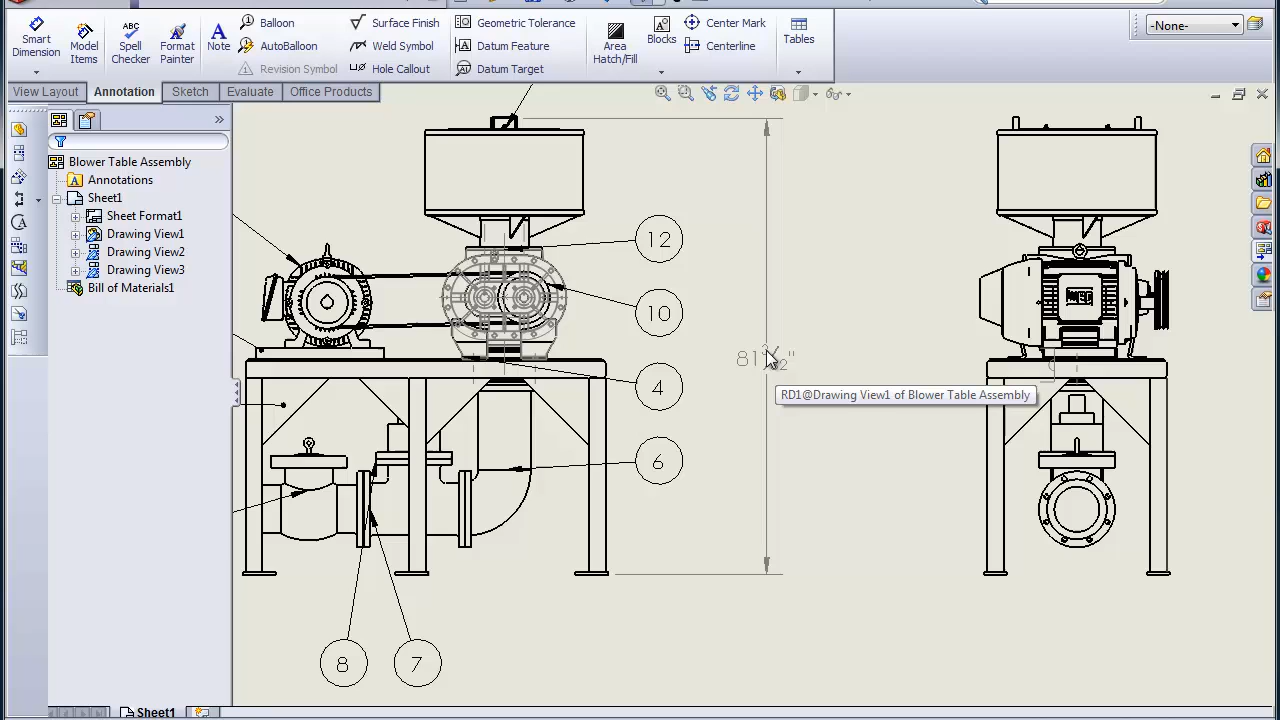 Smart Dimension
Model Items
Spell Checker
Format Painter
Note
Balloon
AutoBalloon
Revision Symbol
Surface Finish
Weld Symbol
Hole Callout
Geometric Tolerance
Datum Feature
Datum Target
Area Hatch/Fill
Blocks
Center Mark
Centerline
Tables
-None-
View Layout
Annotation
Sketch
Evaluate
Office Products
Blower Table Assembly
Annotations
Sheet1
Sheet Format1
Drawing View1
Drawing View2
Drawing View3
Bill of Materials1
12
10
4
6
8
7
RD1@Drawing View1 of Blower Table Assembly
Sheet1